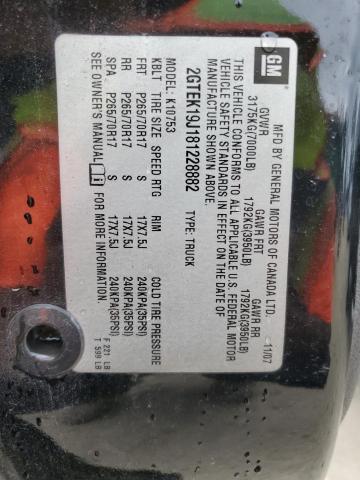 GM
MFD BY GENERAL MOTORS OF CANADA LTD. 11/07
GVWR GAWR FRT GAWR RR
3175KG(7000LB) 1792KG(3950LB) 1792KG(3950LB)
THIS VEHICLE CONFORMS TO ALL APPLICABLE U.S. FEDERAL MOTOR
VEHICLE SAFETY STANDARDS IN EFFECT ON THE DATE OF
MANUFACTURE SHOWN ABOVE.
2GTEK19J181228882 TYPE: TRUCK
MODEL: K10753
KBLT TIRE SIZE SPEED RTG RIM COLD TIRE PRESSURE
FRT P265/70R17 S 17X7.5J 240KPA(35PSI)
RR P265/70R17 S 17X7.5J 240KPA(35PSI)
SPA P265/70R17 S 17X7.5J 240KPA(35PSI)
SEE OWNER'S MANUAL i F 221 LB
T 598 LB